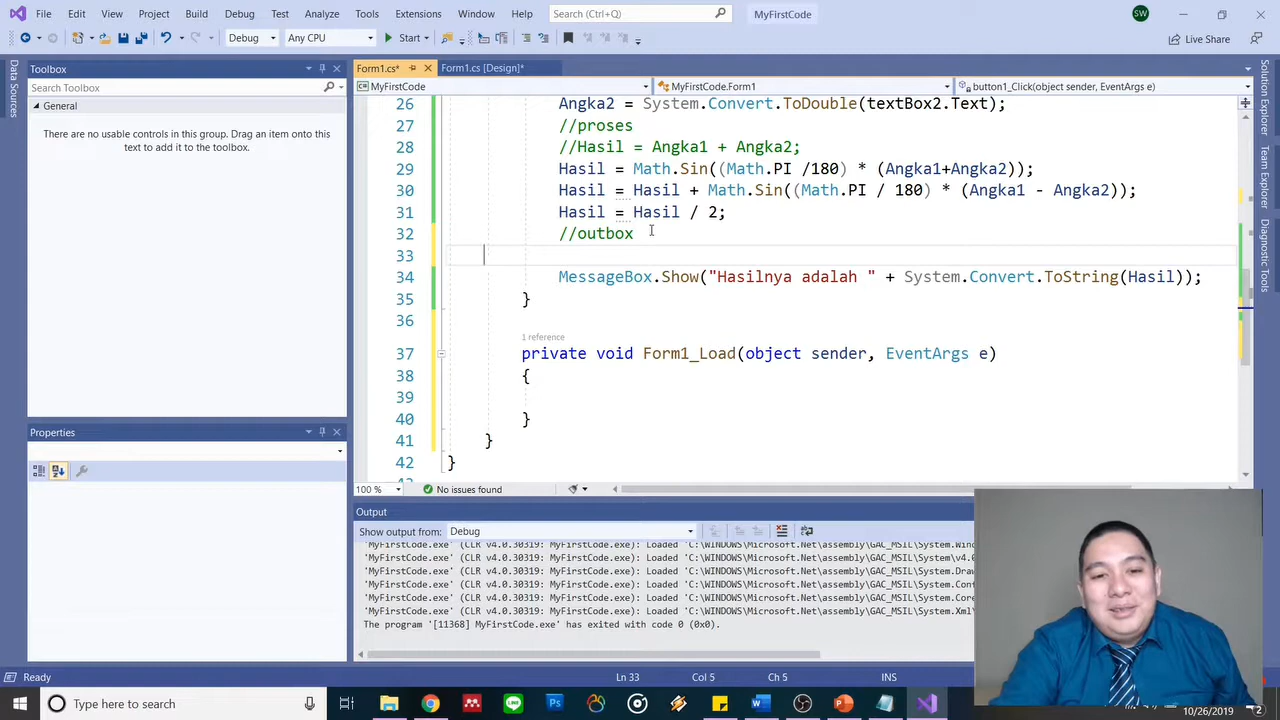 File Edit View Project Build Debug Test Analyze Tools Extensions Window Help Search (Ctrl+Q) MyFirstCode SW
Debug Any CPU Start Live Share
Data Sources
Toolbox
Search Toolbox
General
There are no usable controls in this group. Drag an item onto this
text to add it to the toolbox.
Properties
Form1.cs* Form1.cs [Design]*
MyFirstCode MyFirstCode.Form1 button1_Click(object sender, EventArgs e)
26 Angka2 = System.Convert.ToDouble(textBox2.Text);
27 //proses
28 //Hasil = Angka1 + Angka2;
29 Hasil = Math.Sin((Math.PI /180) * (Angka1+Angka2));
30 Hasil = Hasil + Math.Sin((Math.PI / 180) * (Angka1 - Angka2));
31 Hasil = Hasil / 2;
32 //outbox
33
34 MessageBox.Show("Hasilnya adalah " + System.Convert.ToString(Hasil));
35 }
36
1 reference
37 private void Form1_Load(object sender, EventArgs e)
38 {
39
40 }
41 }
42 }
100 % No issues found
Output
Show output from: Debug
'MyFirstCode.exe' (CLR v4.0.30319: MyFirstCode.exe): Loaded 'C:\WINDOWS\Microsoft.Net\assembly\GAC_MSIL\System.Win
'MyFirstCode.exe' (CLR v4.0.30319: MyFirstCode.exe): Loaded 'C:\WINDOWS\Microsoft.Net\assembly\GAC_MSIL\System\v4.0
'MyFirstCode.exe' (CLR v4.0.30319: MyFirstCode.exe): Loaded 'C:\WINDOWS\Microsoft.Net\assembly\GAC_MSIL\System.Dra
'MyFirstCode.exe' (CLR v4.0.30319: MyFirstCode.exe): Loaded 'C:\WINDOWS\Microsoft.Net\assembly\GAC_MSIL\System.Con
'MyFirstCode.exe' (CLR v4.0.30319: MyFirstCode.exe): Loaded 'C:\WINDOWS\Microsoft.Net\assembly\GAC_MSIL\System.Core
'MyFirstCode.exe' (CLR v4.0.30319: MyFirstCode.exe): Loaded 'C:\WINDOWS\Microsoft.Net\assembly\GAC_MSIL\System.Xml
The program '[11368] MyFirstCode.exe' has exited with code 0 (0x0).
Solution Explorer
Team Explorer
Diagnostic Tools
Ready Ln 33 Col 5 Ch 5 INS
Type here to search
10/26/2019